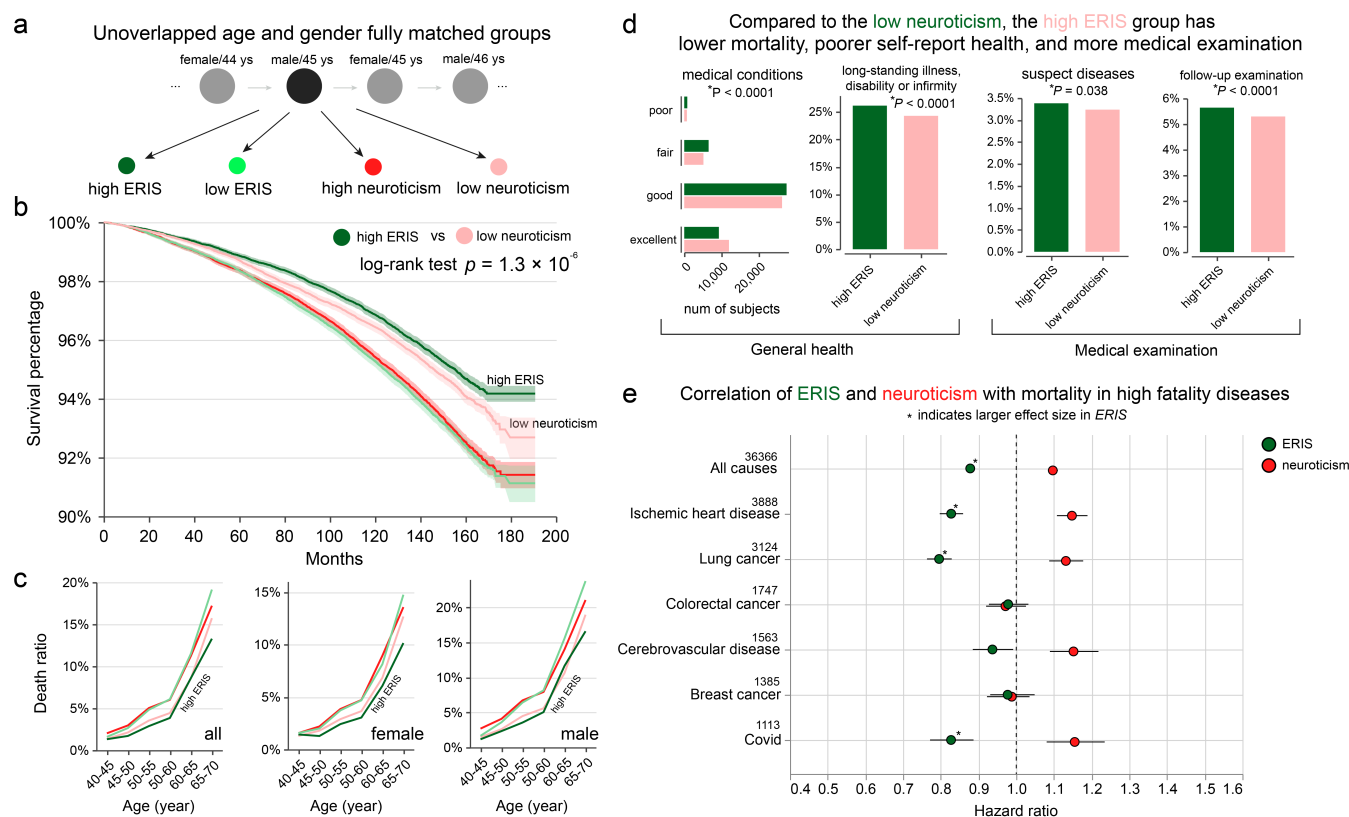 a
Unoverlapped age and gender fully matched groups
female/44 ys
male/45 ys
female/45 ys
male/46 ys
...
...
high ERIS
low ERIS
high neuroticism
low neuroticism
b
100%
98%
96%
94%
92%
90%
Survival percentage
high ERIS vs low neuroticism
log-rank test p = 1.3 × 10⁻⁶
high ERIS
low neuroticism
0 20 40 60 80 100 120 140 160 180 200
Months
c
Death ratio
20%
15%
10%
5%
0%
high ERIS
all
40-45 45-50 50-55 50-60 60-65 65-70
Age (year)
15%
10%
5%
0%
high ERIS
female
40-45 45-50 50-55 50-60 60-65 65-70
Age (year)
20%
15%
10%
5%
0%
high ERIS
male
40-45 45-50 50-55 50-60 60-65 65-70
Age (year)
d
Compared to the low neuroticism, the high ERIS group has
lower mortality, poorer self-report health, and more medical examination
medical conditions
*P < 0.0001
poor
fair
good
excellent
0 10,000 20,000
num of subjects
long-standing illness,
disability or infirmity
*P < 0.0001
25%
20%
15%
10%
5%
0%
high ERIS
low neuroticism
General health
suspect diseases
*P = 0.038
3.5%
3.0%
2.5%
2.0%
1.5%
1.0%
0.5%
0.0%
high ERIS
low neuroticism
follow-up examination
*P < 0.0001
6%
5%
4%
3%
2%
1%
0%
high ERIS
low neuroticism
Medical examination
e
Correlation of ERIS and neuroticism with mortality in high fatality diseases
* indicates larger effect size in ERIS
ERIS
neuroticism
36366
All causes
*
3888
Ischemic heart disease
*
3124
Lung cancer
*
1747
Colorectal cancer
1563
Cerebrovascular disease
1385
Breast cancer
1113
Covid
*
0.4 0.5 0.6 0.7 0.8 0.9 1.0 1.1 1.2 1.3 1.4 1.5 1.6
Hazard ratio